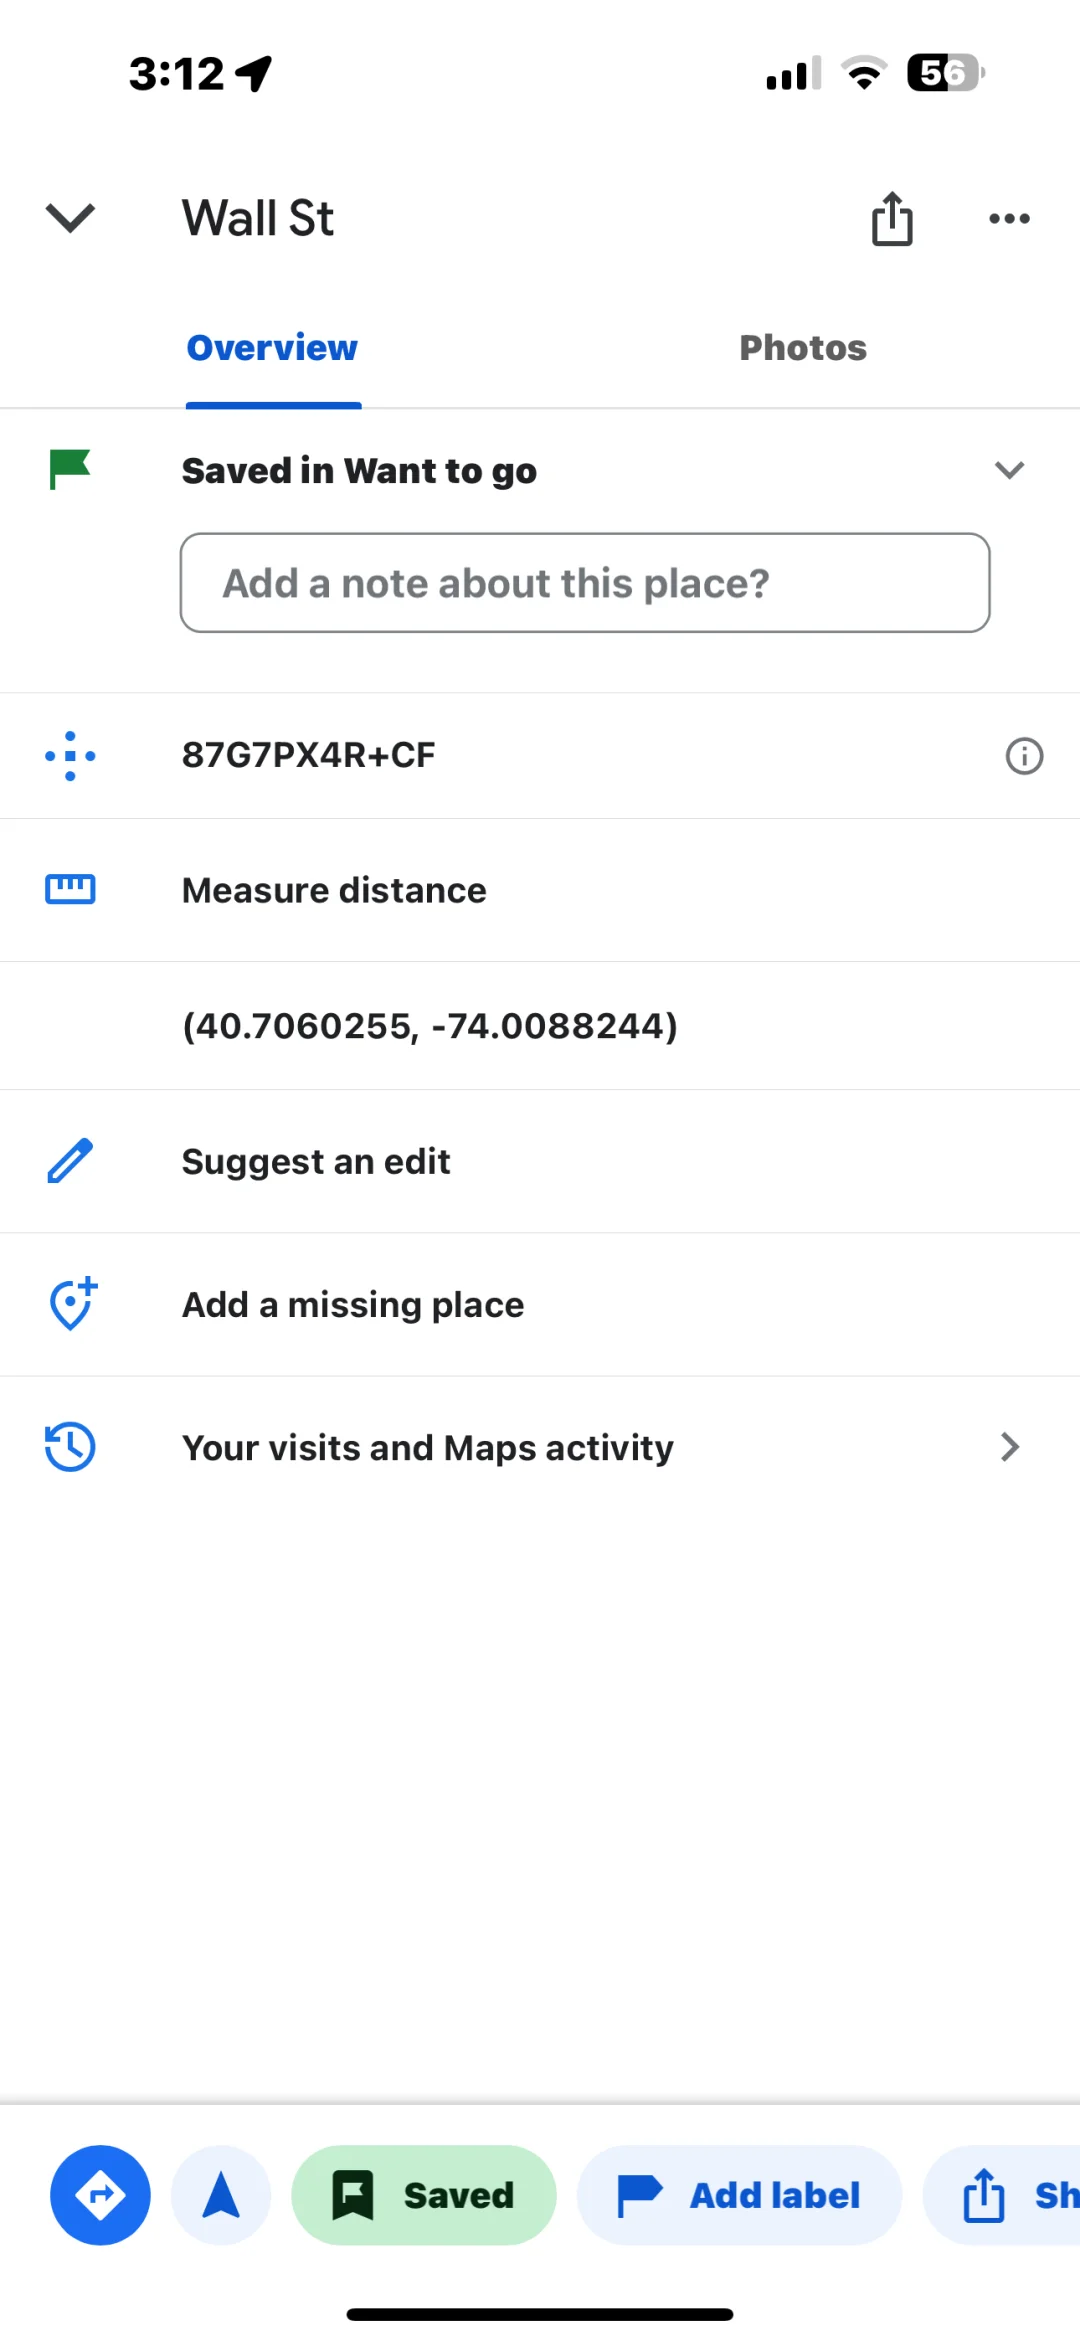 3:12
56
Wall St
Overview
Photos
Saved in Want to go
Add a note about this place?
87G7PX4R+CF
Measure distance
(40.7060255, -74.0088244)
Suggest an edit
Add a missing place
Your visits and Maps activity
Saved
Add label
Sh